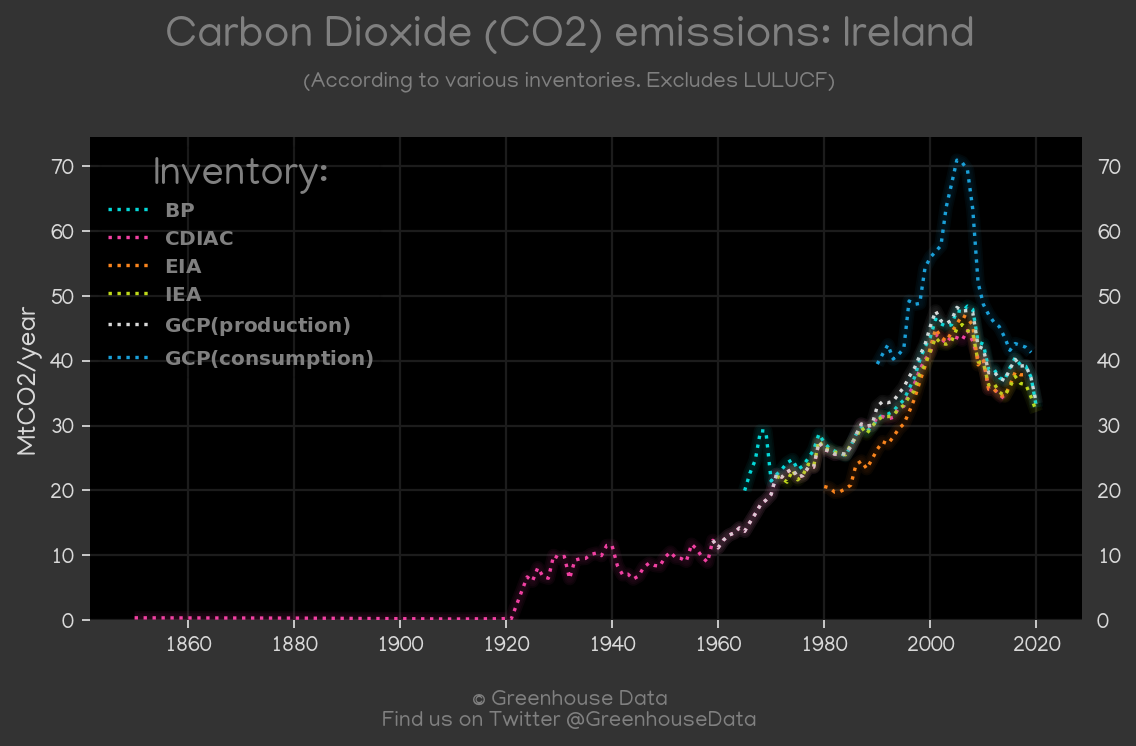 Carbon Dioxide (CO2) emissions: Ireland
(According to various inventories. Excludes LULUCF)
Inventory:
BP
CDIAC
EIA
IEA
GCP(production)
GCP(consumption)
MtCO2/year
70
60
50
40
30
20
10
0
70
60
50
40
30
20
10
0
1860 1880 1900 1920 1940 1960 1980 2000 2020
© Greenhouse Data
Find us on Twitter @GreenhouseData